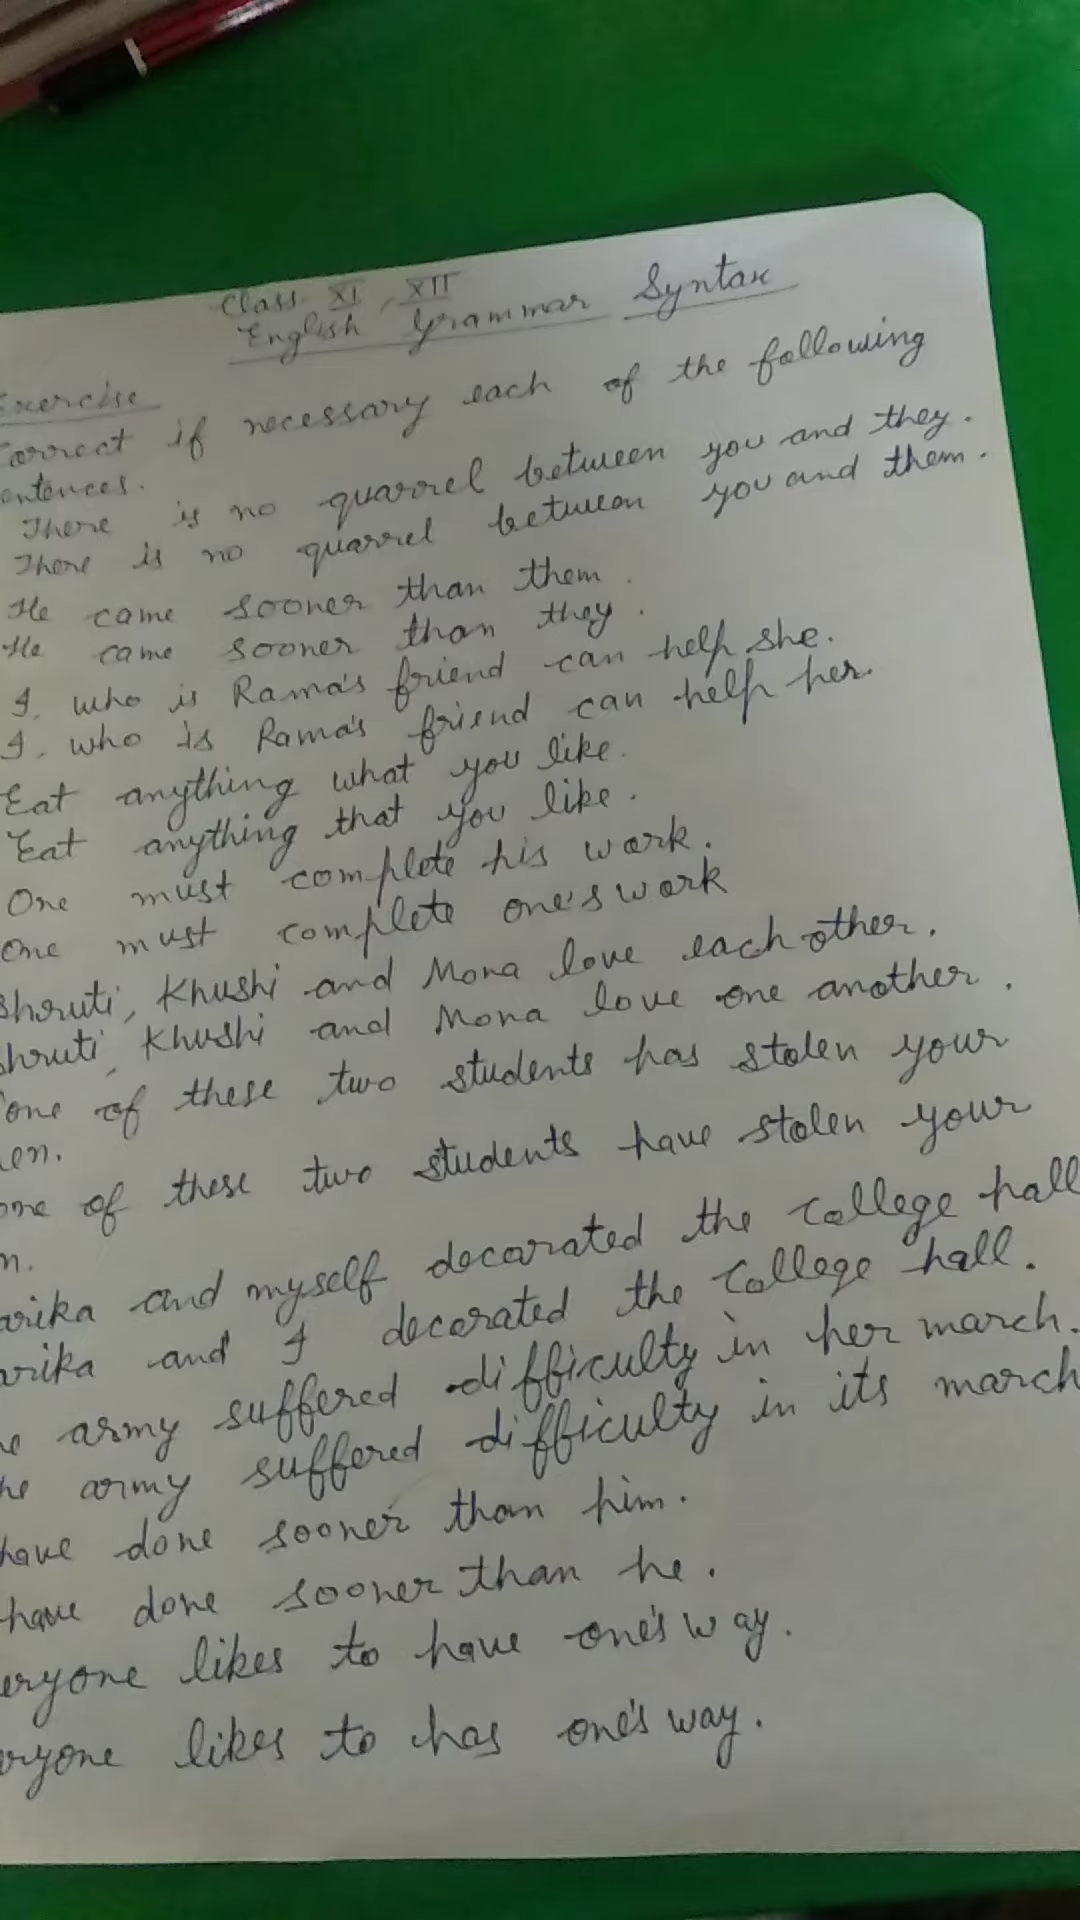 Class XI, XII
English Grammar Syntax
Exercise
Correct if necessary each of the following
entences.
There is no quarrel between you and they.
There is no quarrel between you and them.
He came sooner than them.
He came sooner than they.
I, who is Rama's friend can help she.
I, who is Rama's friend can help her.
Eat anything what you like.
Eat anything that you like.
One must complete his work.
One must complete one's work
Shruti, Khushi and Mona love each other.
Shruti, Khushi and Mona love one another.
one of these two students has stolen your
en.
one of these two students have stolen your
n.
arika and myself decorated the College hall
arika and I decorated the College hall.
e army suffered difficulty in her march.
he army suffered difficulty in its march
have done sooner than him.
have done sooner than he.
eryone likes to have one's way.
eryone likes to has one's way.